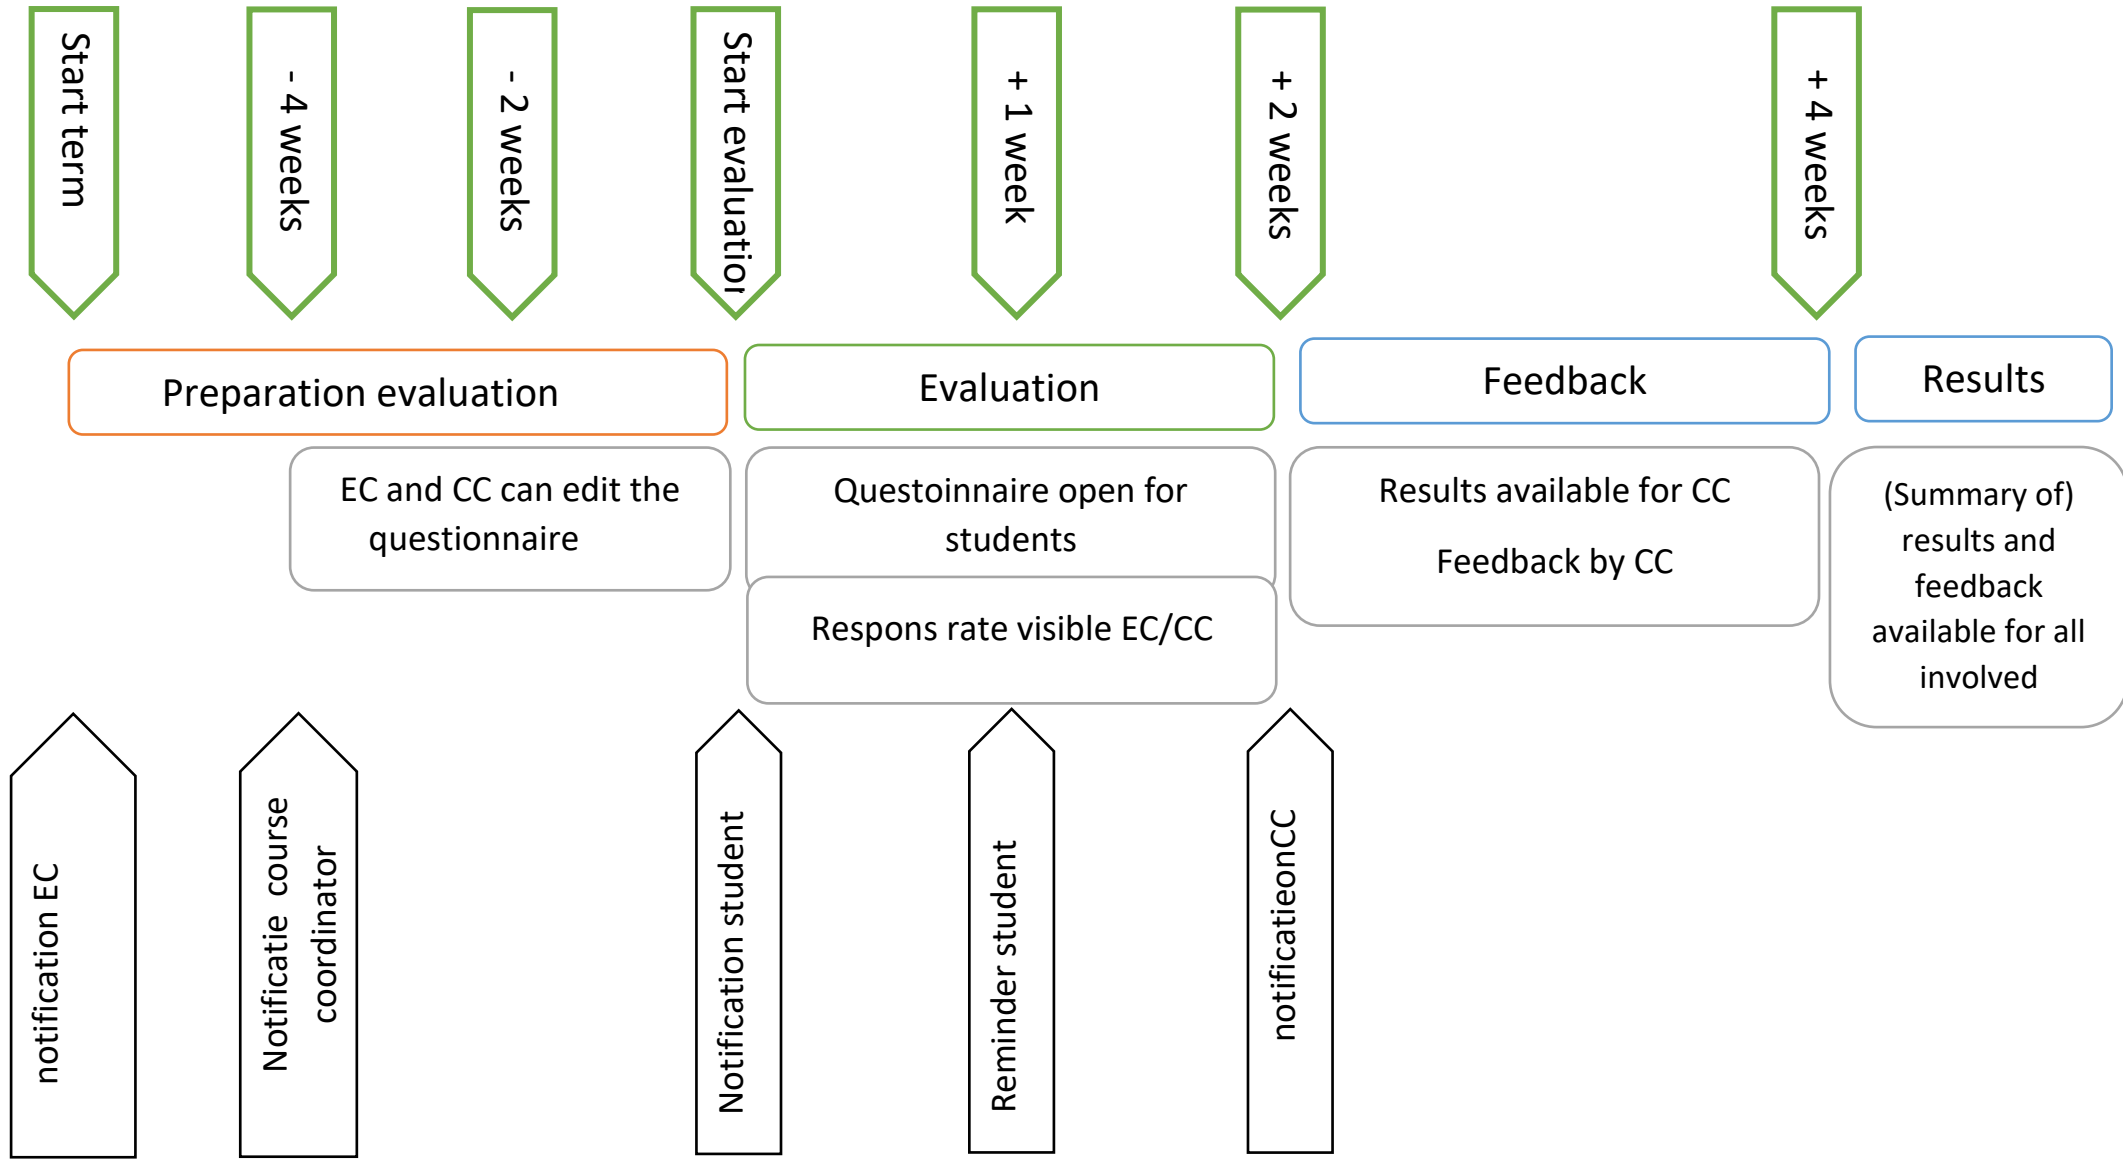 Start term
- 4 weeks
- 2 weeks
Start evaluation
+ 1 week
+ 2 weeks
+ 4 weeks
Preparation evaluation
Evaluation
Feedback
Results
EC and CC can edit the
questionnaire
Questoinnaire open for
students
Respons rate visible EC/CC
Results available for CC
Feedback by CC
(Summary of)
results and
feedback
available for all
involved
notification EC
Notificatie course
coordinator
Notification student
Reminder student
notificatieonCC